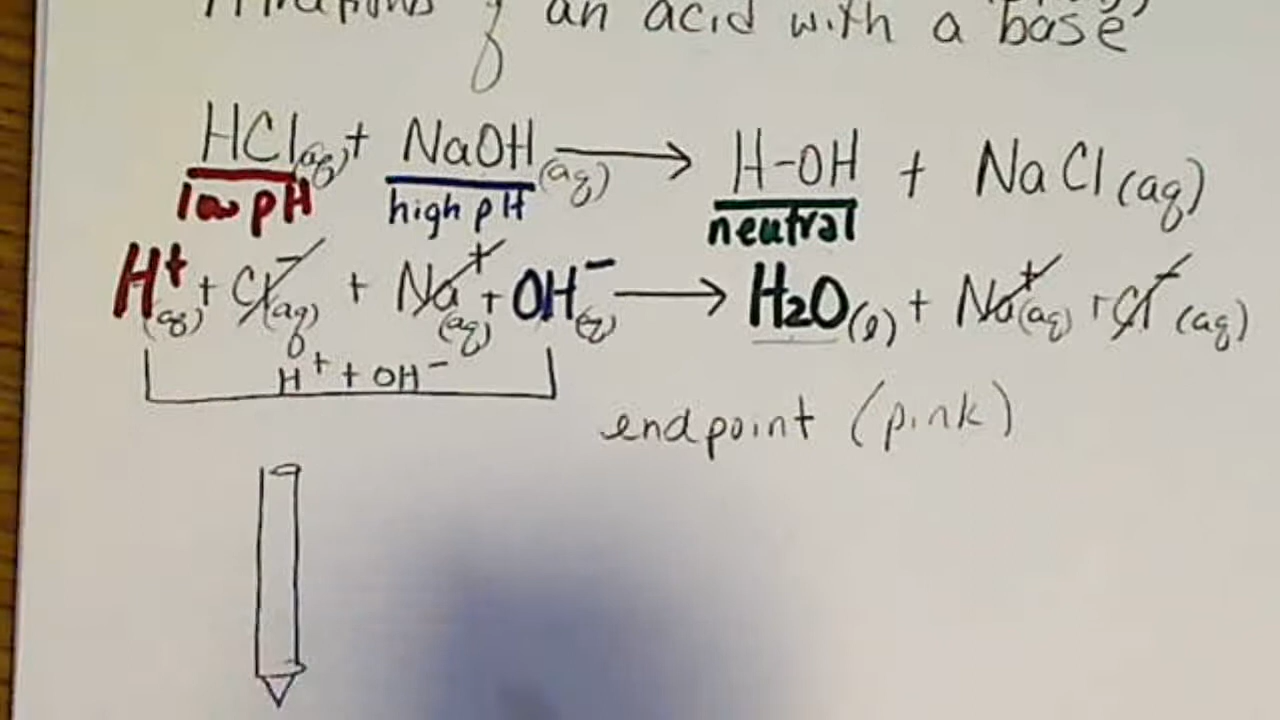 of an acid with a base
HCl(aq) + NaOH(aq) → H-OH + NaCl(aq)
low pH high pH neutral
H+(aq) + Cl-(aq) + Na+(aq) + OH-(aq) → H2O(l) + Na+(aq) + Cl-(aq)
H+ + OH-
endpoint (pink)